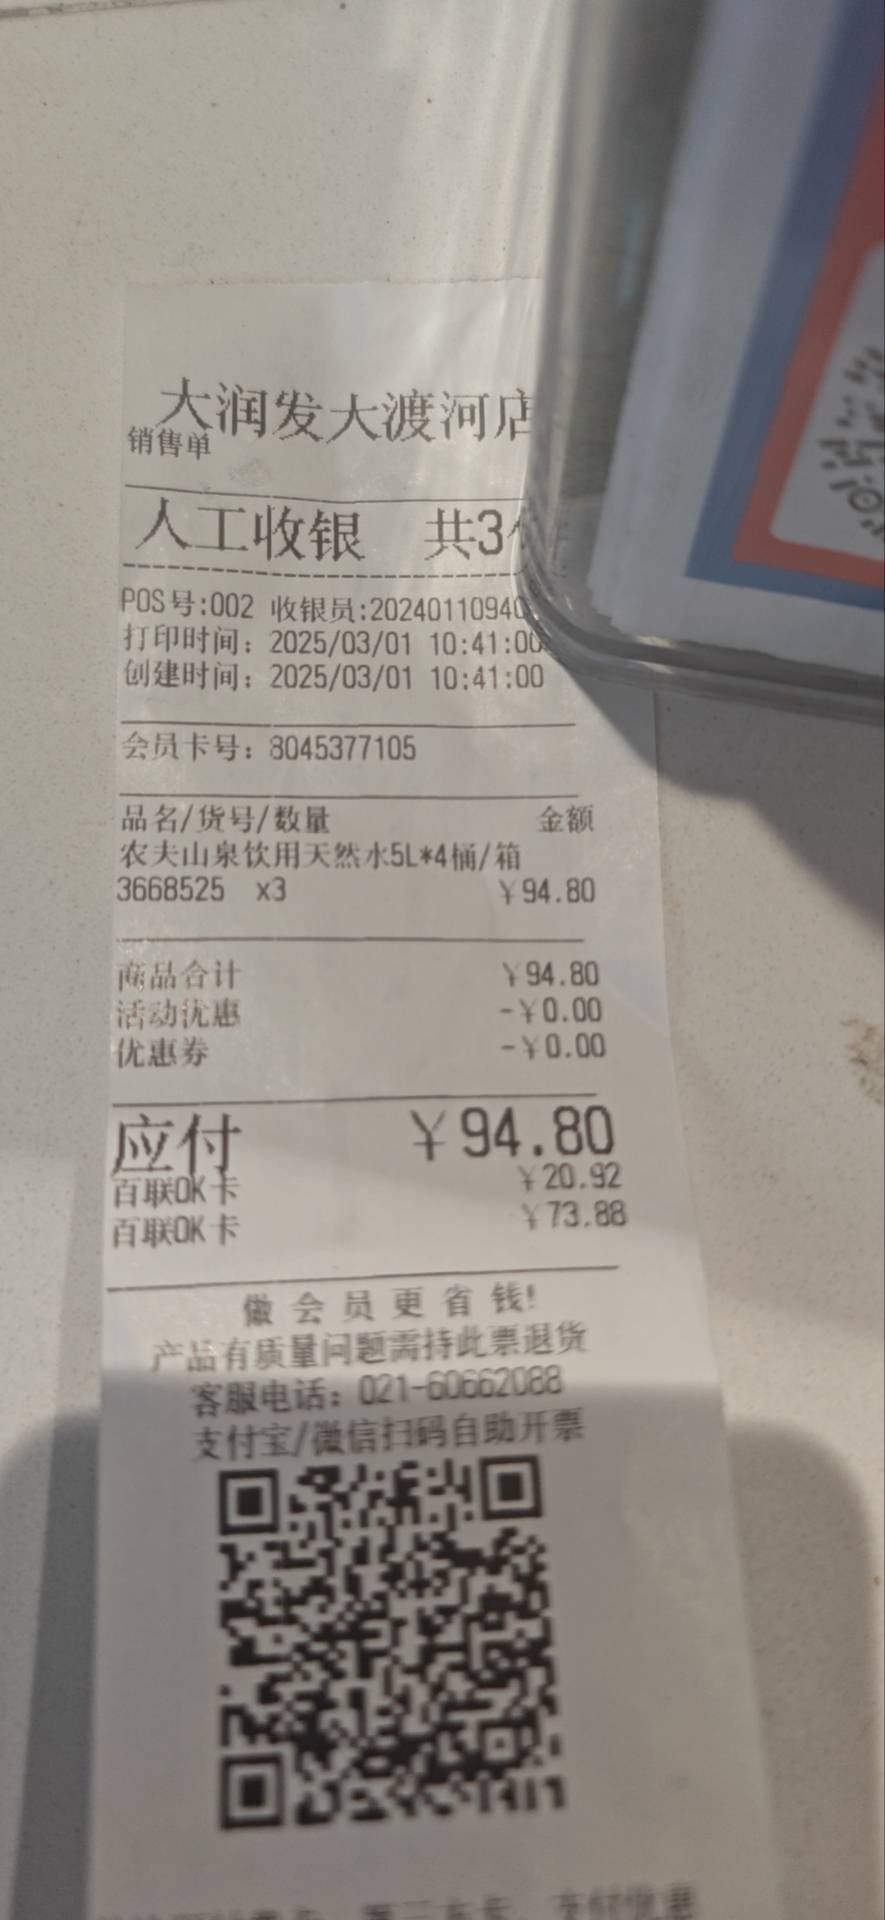 大润发大渡河店
销售单
人工收银 共3
POS号:002 收银员:2024011094
打印时间：2025/03/01 10:41:00
创建时间：2025/03/01 10:41:00
会员卡号：8045377105
品名/货号/数量 金额
农夫山泉饮用天然水5L*4桶/箱
3668525 x3 ￥94.80
商品合计 ￥94.80
活动优惠 -￥0.00
优惠券 -￥0.00
应付 ￥94.80
百联OK卡 ￥20.92
百联OK卡 ￥73.88
做会员更省钱!
产品有质量问题需持此票退货
客服电话：021-60662088
支付宝/微信扫码自助开票